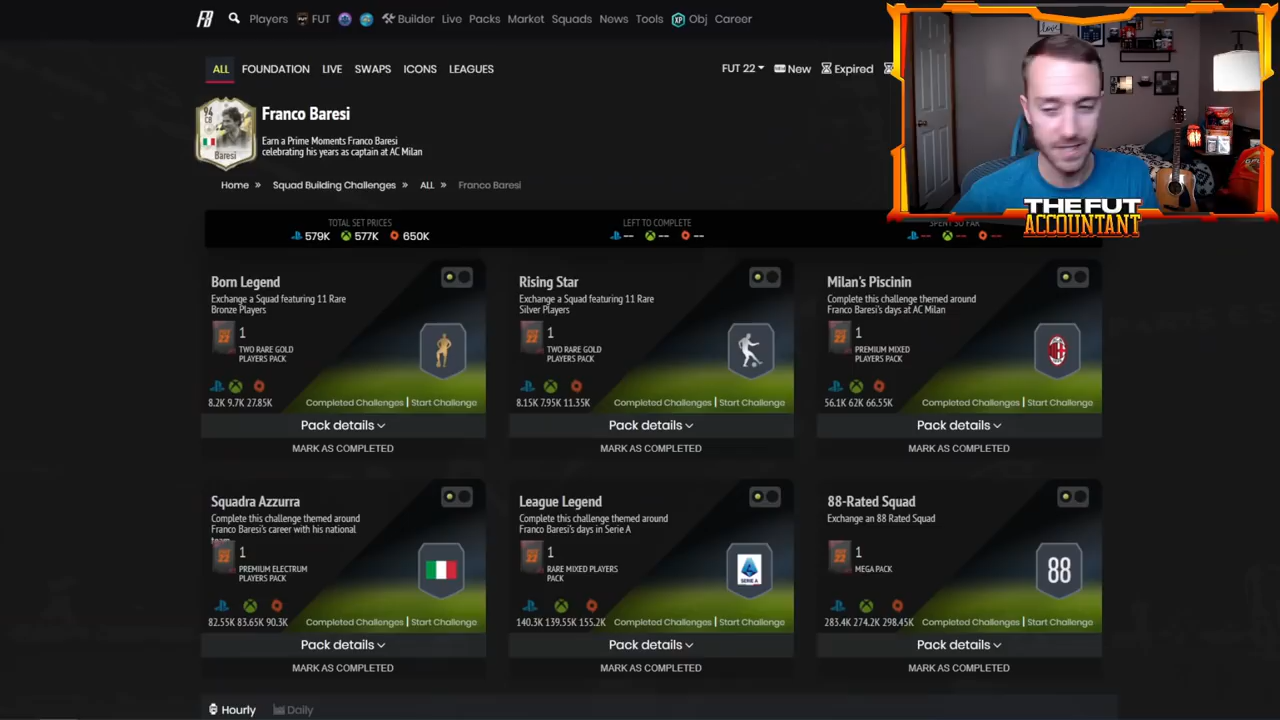 FB Players FUT Builder Live Packs Market Squads News Tools XP Obj Career
ALL FOUNDATION LIVE SWAPS ICONS LEAGUES FUT 22 New Expired
94
CB
Baresi
Franco Baresi
Earn a Prime Moments Franco Baresi
celebrating his years as captain at AC Milan
Home » Squad Building Challenges » ALL » Franco Baresi
THE FUT
ACCOUNTANT
TOTAL SET PRICES
579K 577K 650K
LEFT TO COMPLETE
-- -- --
SPENT SO FAR
-- -- --
Born Legend
Exchange a Squad featuring 11 Rare
Bronze Players
1
TWO RARE GOLD
PLAYERS PACK
8.2K 9.7K 27.85K
Completed Challenges | Start Challenge
Pack details
MARK AS COMPLETED
Rising Star
Exchange a Squad featuring 11 Rare
Silver Players
1
TWO RARE GOLD
PLAYERS PACK
8.15K 7.95K 11.35K
Completed Challenges | Start Challenge
Pack details
MARK AS COMPLETED
Milan's Piscinin
Complete this challenge themed around
Franco Baresi's days at AC Milan
1
PREMIUM MIXED
PLAYERS PACK
56.1K 62K 66.55K
Completed Challenges | Start Challenge
Pack details
MARK AS COMPLETED
Squadra Azzurra
Complete this challenge themed around
Franco Baresi's career with his national
team
1
PREMIUM ELECTRUM
PLAYERS PACK
82.55K 83.65K 90.3K
Completed Challenges | Start Challenge
Pack details
MARK AS COMPLETED
League Legend
Complete this challenge themed around
Franco Baresi's days in Serie A
1
RARE MIXED PLAYERS
PACK
SERIE A
140.3K 139.55K 155.2K
Completed Challenges | Start Challenge
Pack details
MARK AS COMPLETED
88-Rated Squad
Exchange an 88 Rated Squad
1
MEGA PACK
88
283.4K 274.2K 298.45K
Completed Challenges | Start Challenge
Pack details
MARK AS COMPLETED
Hourly Daily